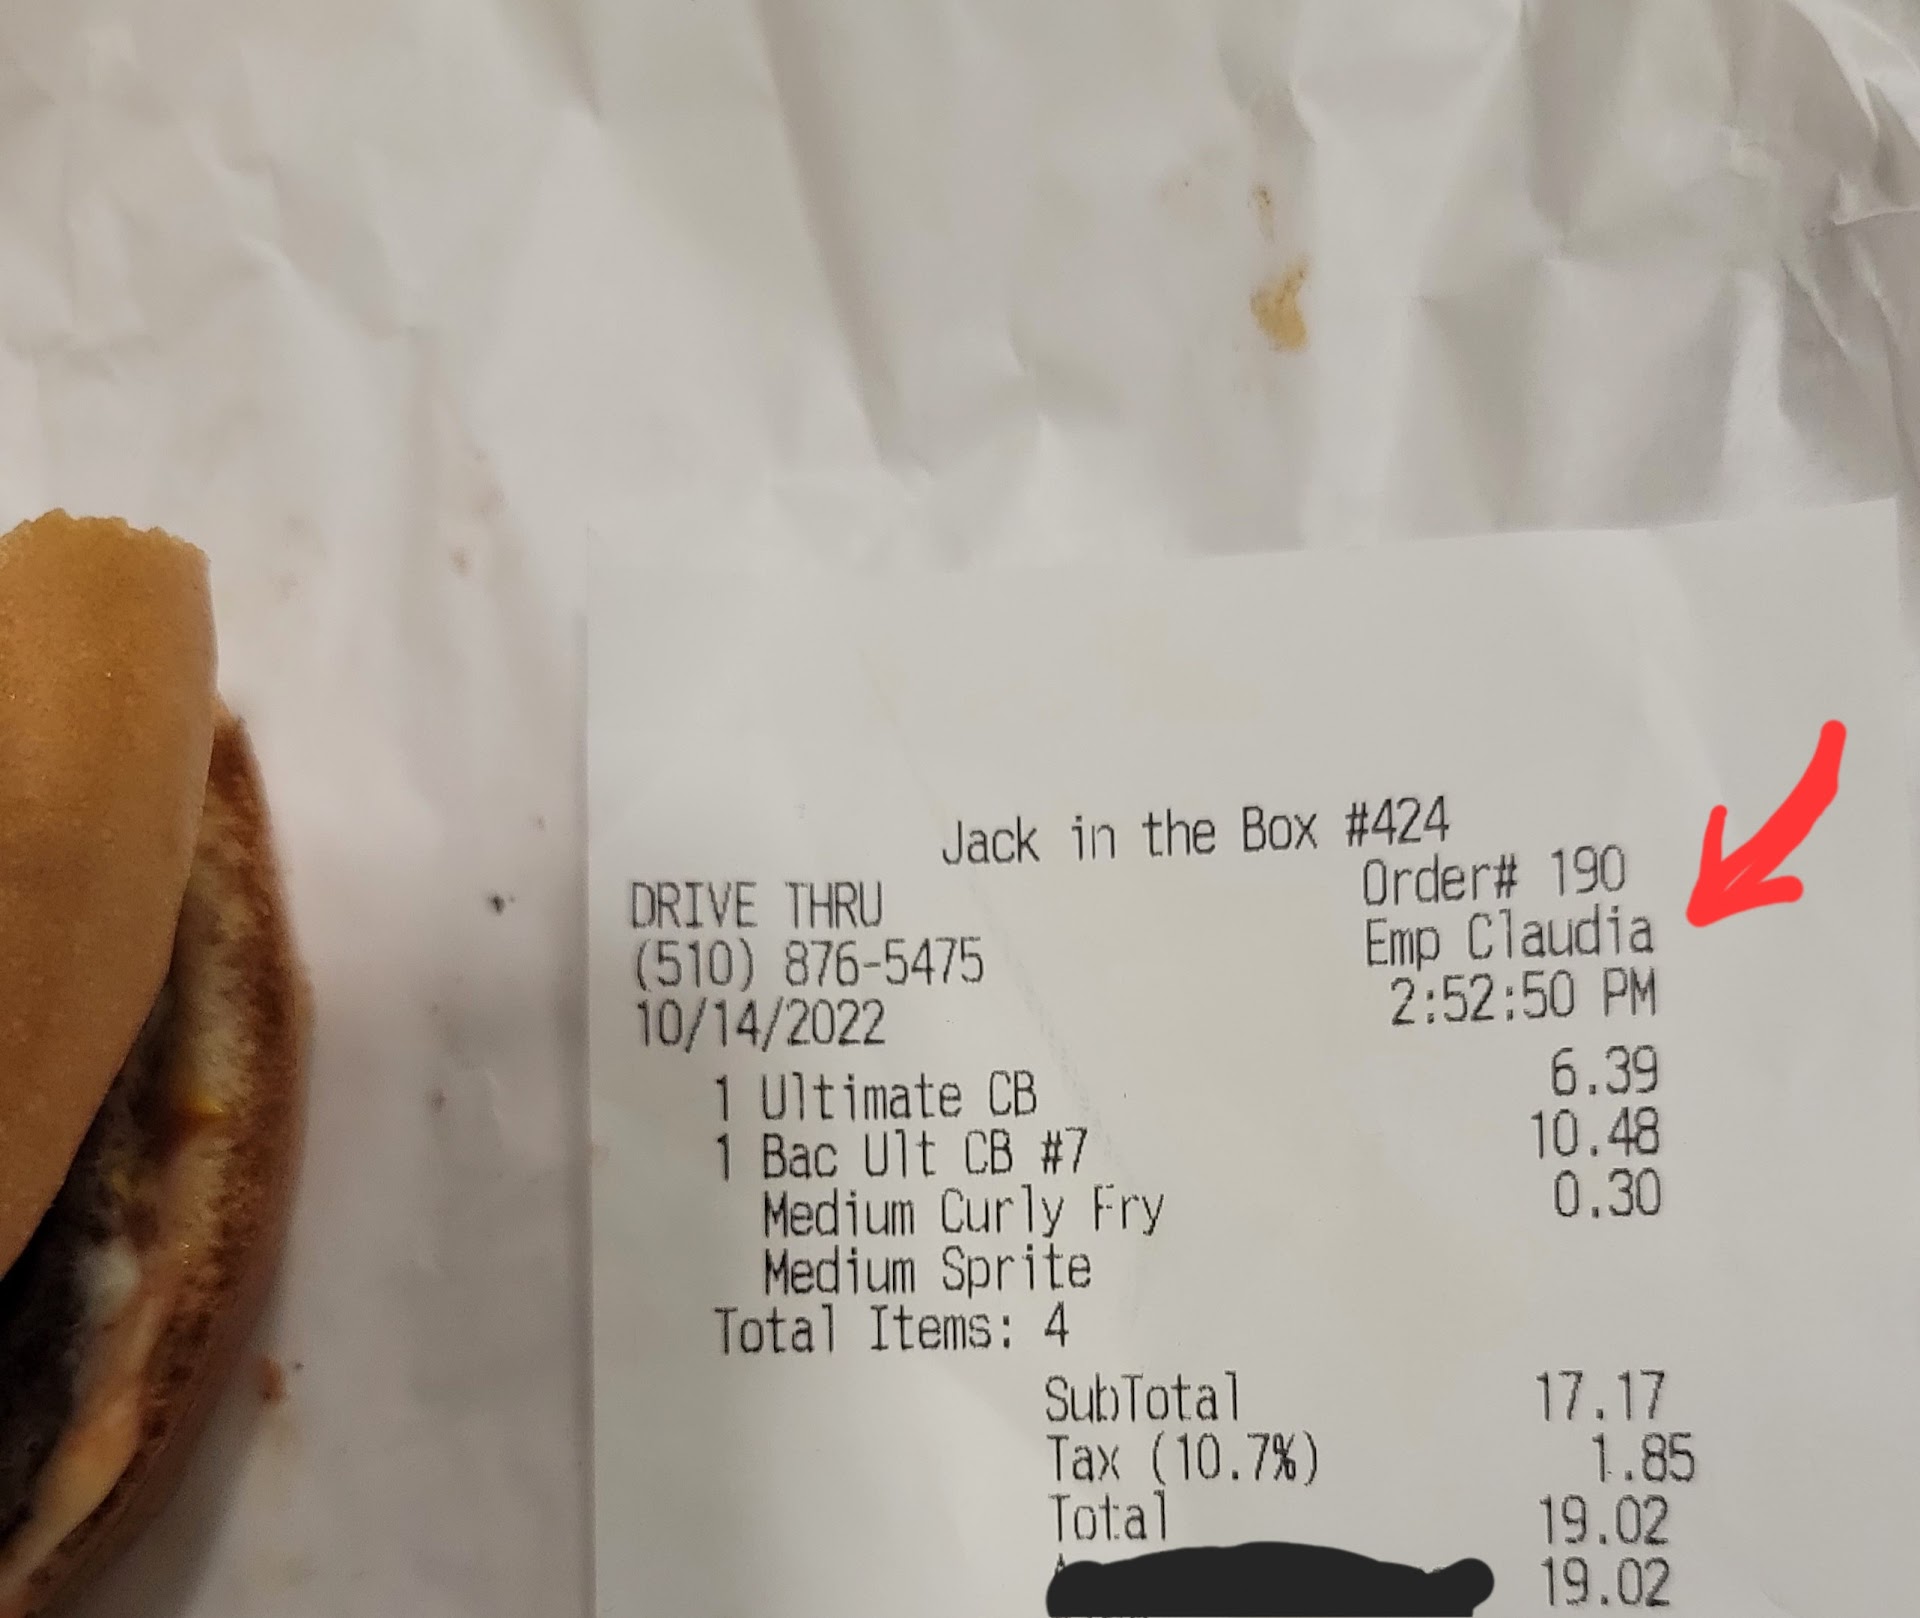 Jack in the Box #424
Order# 190
DRIVE THRU
Emp Claudia
(510) 876-5475
2:52:50 PM
10/14/2022
1 Ultimate CB 6.39
1 Bac Ult CB #7 10.48
Medium Curly Fry 0.30
Medium Sprite
Total Items: 4
SubTotal 17.17
Tax (10.7%) 1.85
Total 19.02
19.02